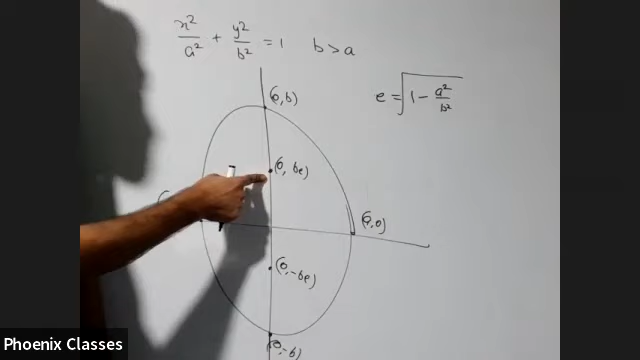 x²/a² + y²/b² = 1 b > a
e = √(1 − a²/b²)
(0, b)
(0, be)
(a, 0)
(0, −be)
(0, −b)
Phoenix Classes